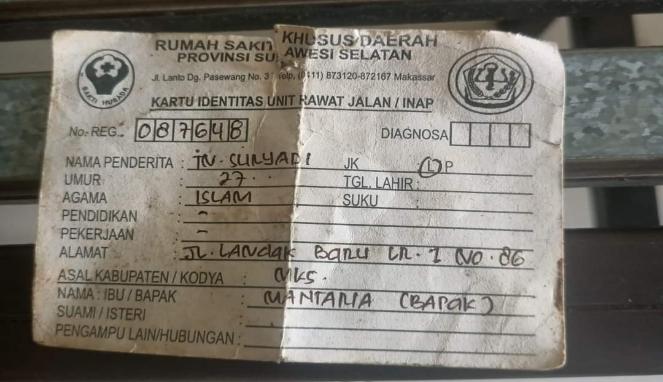 RUMAH SAKIT KHUSUS DAERAH
PROVINSI SU AWESI SELATAN
Jl. Lanto Dg. Pasewang No. 3 Telp, (0411) 873120-872167 Makassar
BAKTI HUSADA
KARTU IDENTITAS UNIT RAWAT JALAN / INAP
No. REG. 087648 DIAGNOSA
NAMA PENDERITA : TN. SURYADI JK L P
UMUR : 27 TGL. LAHIR :
AGAMA : ISLAM SUKU :
PENDIDIKAN : -
PEKERJAAN : -
ALAMAT : JL. LANDAK BARU LR. 7 NO. 86
ASAL KABUPATEN / KODYA : MKS.
NAMA : IBU / BAPAK : MANTARIA (BAPAK)
SUAMI / ISTERI :
PENGAMPU LAIN/HUBUNGAN :